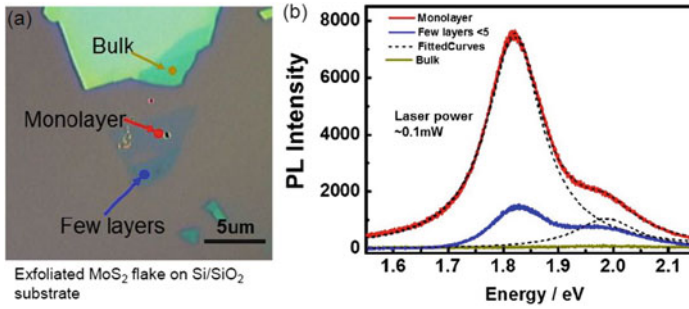 (a)
Bulk
Monolayer
Few layers
5um
Exfoliated MoS₂ flake on Si/SiO₂
substrate
(b)
Monolayer
Few layers <5
FittedCurves
Bulk
Laser power
~0.1mW
PL Intensity
8000
6000
4000
2000
0
1.6 1.7 1.8 1.9 2.0 2.1
Energy / eV